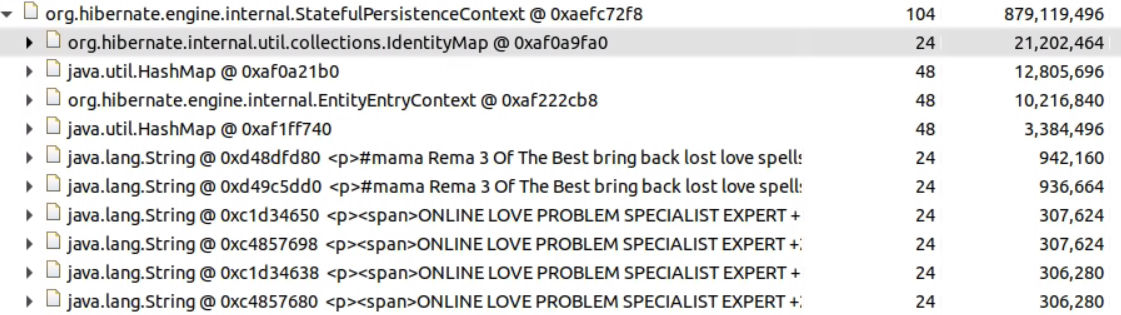 org.hibernate.engine.internal.StatefulPersistenceContext @ 0xaefc72f8 104 879,119,496
org.hibernate.internal.util.collections.IdentityMap @ 0xaf0a9fa0 24 21,202,464
java.util.HashMap @ 0xaf0a21b0 48 12,805,696
org.hibernate.engine.internal.EntityEntryContext @ 0xaf222cb8 48 10,216,840
java.util.HashMap @ 0xaf1ff740 48 3,384,496
java.lang.String @ 0xd48dfd80 <p>#mama Rema 3 Of The Best bring back lost love spells 24 942,160
java.lang.String @ 0xd49c5dd0 <p>#mama Rema 3 Of The Best bring back lost love spells 24 936,664
java.lang.String @ 0xc1d34650 <p><span>ONLINE LOVE PROBLEM SPECIALIST EXPERT + 24 307,624
java.lang.String @ 0xc4857698 <p><span>ONLINE LOVE PROBLEM SPECIALIST EXPERT + 24 307,624
java.lang.String @ 0xc1d34638 <p><span>ONLINE LOVE PROBLEM SPECIALIST EXPERT + 24 306,280
java.lang.String @ 0xc4857680 <p><span>ONLINE LOVE PROBLEM SPECIALIST EXPERT + 24 306,280